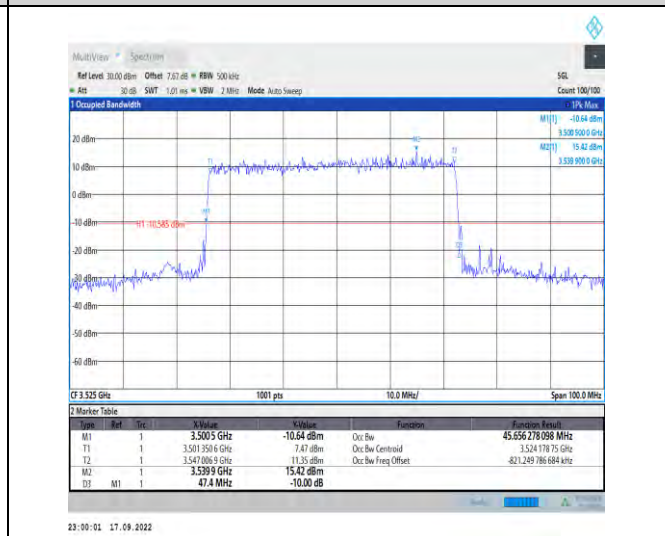 MultiView Spectrum
Ref Level 30.00 dBm Offset 7.67 dB RBW 500 kHz SGL
Att 30 dB SWT 1.01 ms VBW 2 MHz Mode Auto Sweep Count 100/100
1 Occupied Bandwidth 1Pk Max
M1[1] -10.64 dBm
3.500 500 0 GHz
M2[1] 15.42 dBm
3.539 900 0 GHz
20 dBm
10 dBm
0 dBm
-10 dBm
H1 -10.585 dBm
-20 dBm
-30 dBm
-40 dBm
-50 dBm
-60 dBm
M2
T1
T2
M1
CF 3.525 GHz 1001 pts 10.0 MHz/ Span 100.0 MHz
2 Marker Table
Type Ref Trc X-Value Y-Value Function Function Result
M1 1 3.500 5 GHz -10.64 dBm Occ Bw 45.656 278 098 MHz
T1 1 3.501 350 6 GHz 7.47 dBm Occ Bw Centroid 3.524 178 75 GHz
T2 1 3.547 006 9 GHz 11.35 dBm Occ Bw Freq Offset -821.249 786 684 kHz
M2 1 3.539 9 GHz 15.42 dBm
D3 M1 1 47.4 MHz -10.00 dB
23:00:01 17.09.2022